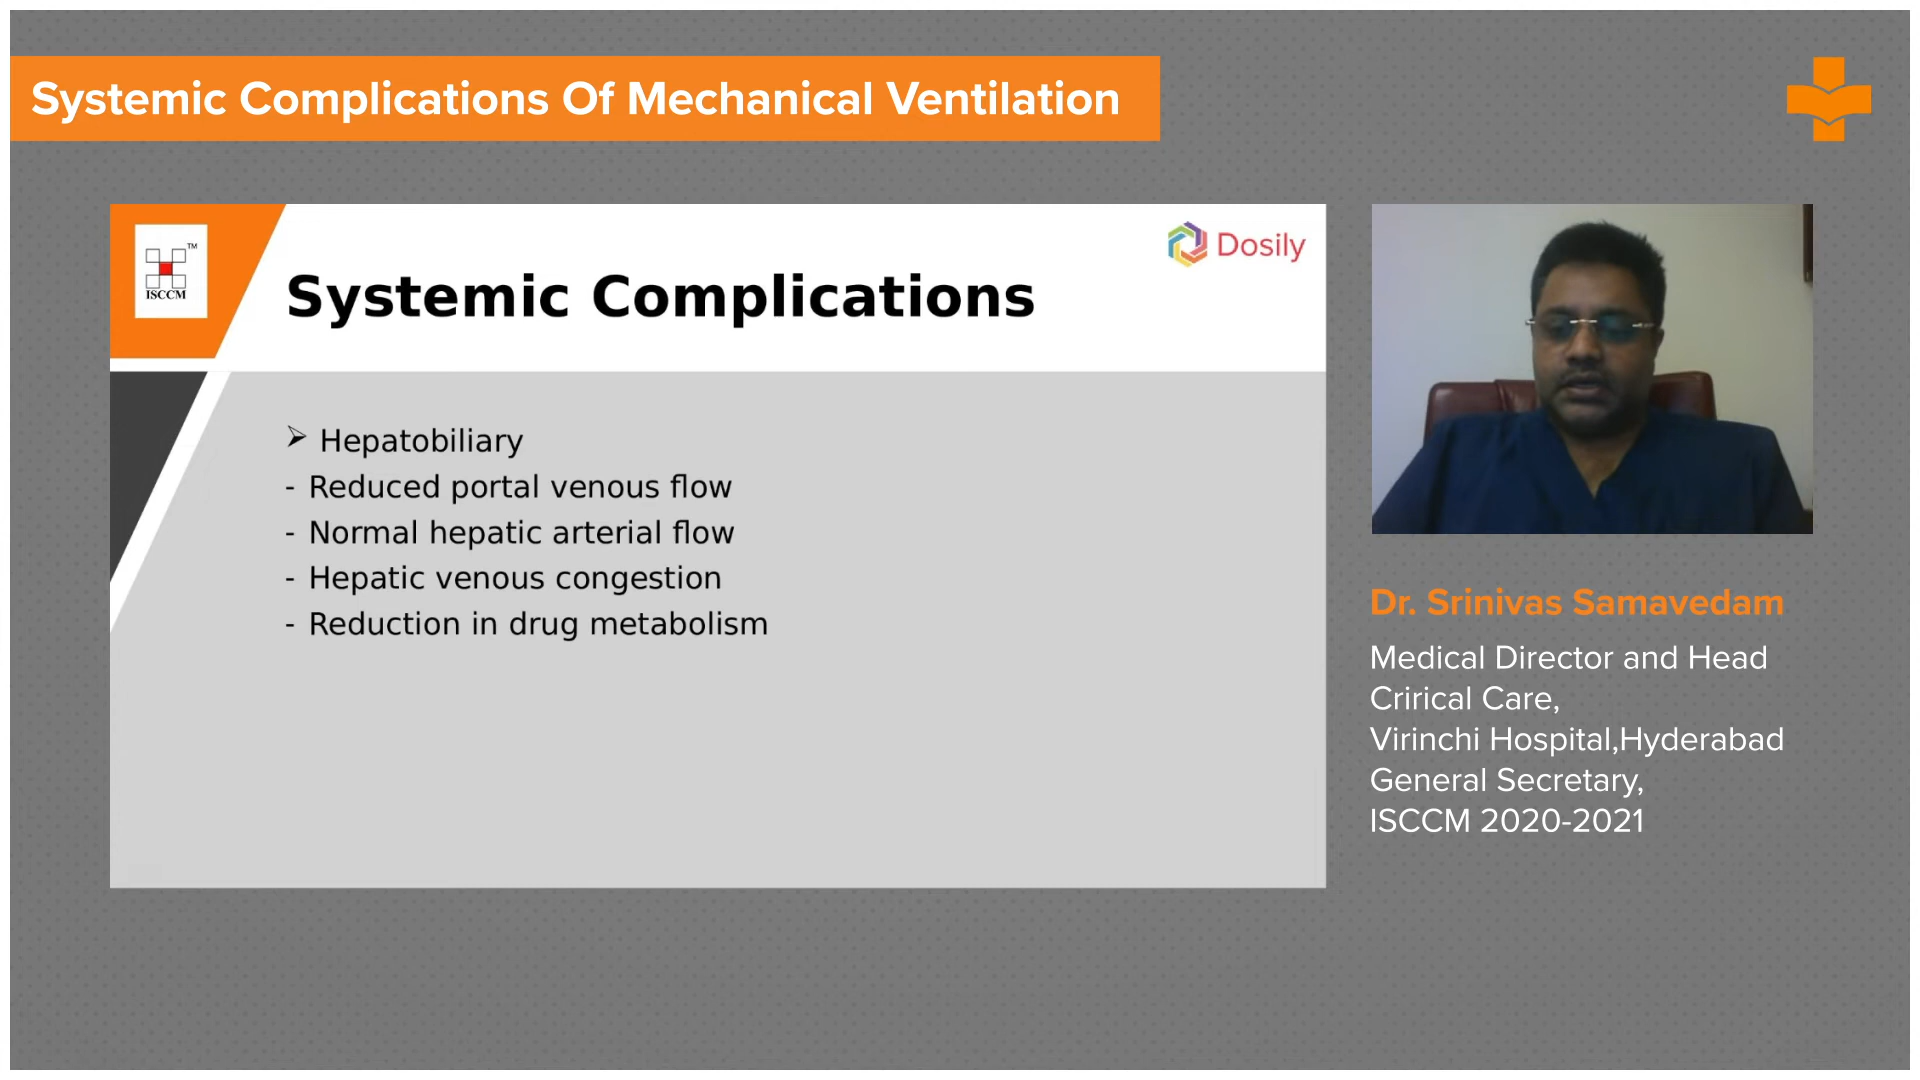 Systemic Complications Of Mechanical Ventilation
TM
ISCCM
Dosily
Systemic Complications
➢ Hepatobiliary
- Reduced portal venous flow
- Normal hepatic arterial flow
- Hepatic venous congestion
- Reduction in drug metabolism
Dr. Srinivas Samavedam
Medical Director and Head
Crirical Care,
Virinchi Hospital,Hyderabad
General Secretary,
ISCCM 2020-2021